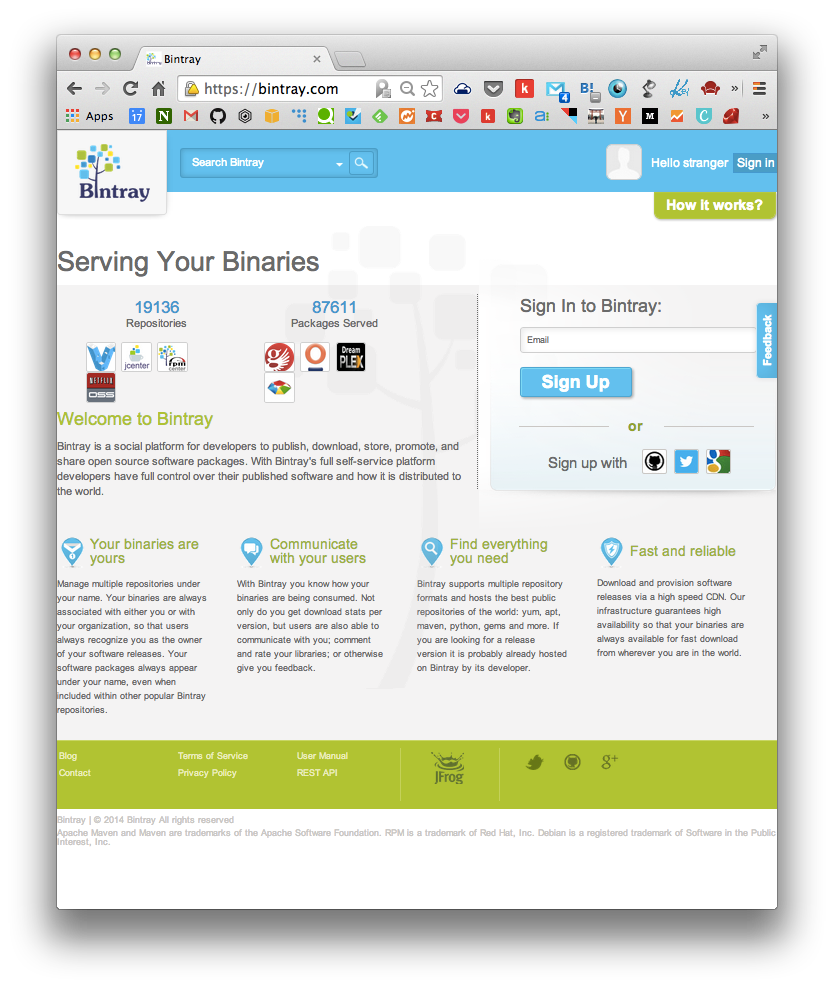 Bintray
https://bintray.com
Apps
17
4
Bintray
Search Bintray
Hello stranger
Sign in
How it works?
Serving Your Binaries
19136
Repositories
87611
Packages Served
jcenter
rpm
center
NETFLIX
OSS
Dream
PLEX
Sign In to Bintray:
Email
Sign Up
or
Sign up with
Feedback
Welcome to Bintray
Bintray is a social platform for developers to publish, download, store, promote, and
share open source software packages. With Bintray's full self-service platform
developers have full control over their published software and how it is distributed to
the world.
Your binaries are
yours
Manage multiple repositories under
your name. Your binaries are always
associated with either you or with
your organization, so that users
always recognize you as the owner
of your software releases. Your
software packages always appear
under your name, even when
included within other popular Bintray
repositories.
Communicate
with your users
With Bintray you know how your
binaries are being consumed. Not
only do you get download stats per
version, but users are also able to
communicate with you; comment
and rate your libraries; or otherwise
give you feedback.
Find everything
you need
Bintray supports multiple repository
formats and hosts the best public
repositories of the world: yum, apt,
maven, python, gems and more. If
you are looking for a release
version it is probably already hosted
on Bintray by its developer.
Fast and reliable
Download and provision software
releases via a high speed CDN. Our
infrastructure guarantees high
availability so that your binaries are
always available for fast download
from wherever you are in the world.
Blog
Contact
Terms of Service
Privacy Policy
User Manual
REST API
JFrog
g+
Bintray | © 2014 Bintray All rights reserved
Apache Maven and Maven are trademarks of the Apache Software Foundation. RPM is a trademark of Red Hat, Inc. Debian is a registered trademark of Software in the Public
Interest, Inc.